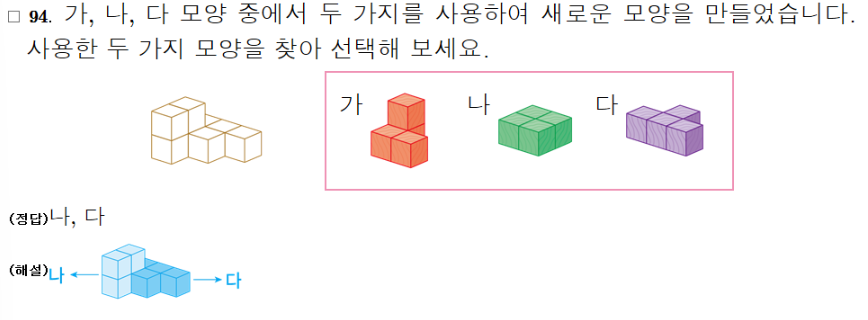 □ 94. 가, 나, 다 모양 중에서 두 가지를 사용하여 새로운 모양을 만들었습니다.
사용한 두 가지 모양을 찾아 선택해 보세요.
가 나 다
(정답)나, 다
(해설)나 다